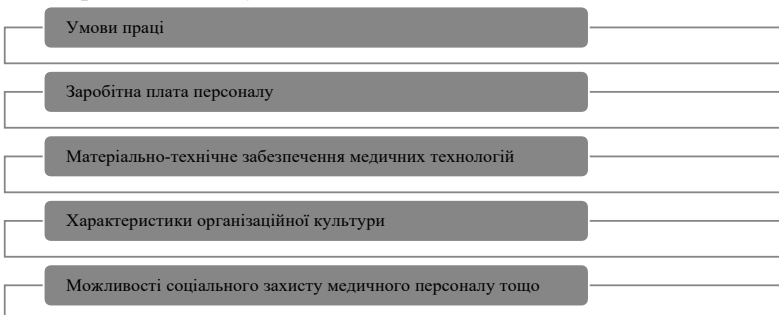 Умови праці
Заробітна плата персоналу
Матеріально-технічне забезпечення медичних технологій
Характеристики організаційної культури
Можливості соціального захисту медичного персоналу тощо